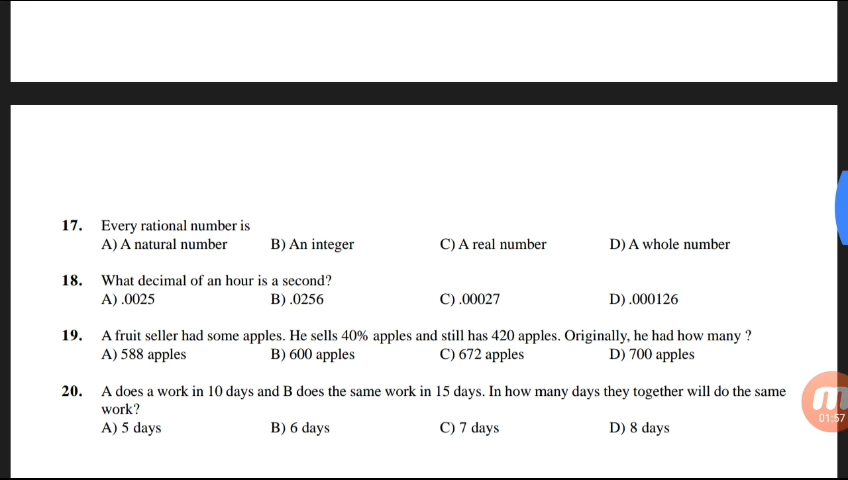 17. Every rational number is
A) A natural number B) An integer C) A real number D) A whole number
18. What decimal of an hour is a second?
A) .0025 B) .0256 C) .00027 D) .000126
19. A fruit seller had some apples. He sells 40% apples and still has 420 apples. Originally, he had how many ?
A) 588 apples B) 600 apples C) 672 apples D) 700 apples
20. A does a work in 10 days and B does the same work in 15 days. In how many days they together will do the same
work?
A) 5 days B) 6 days C) 7 days D) 8 days
m
01:57